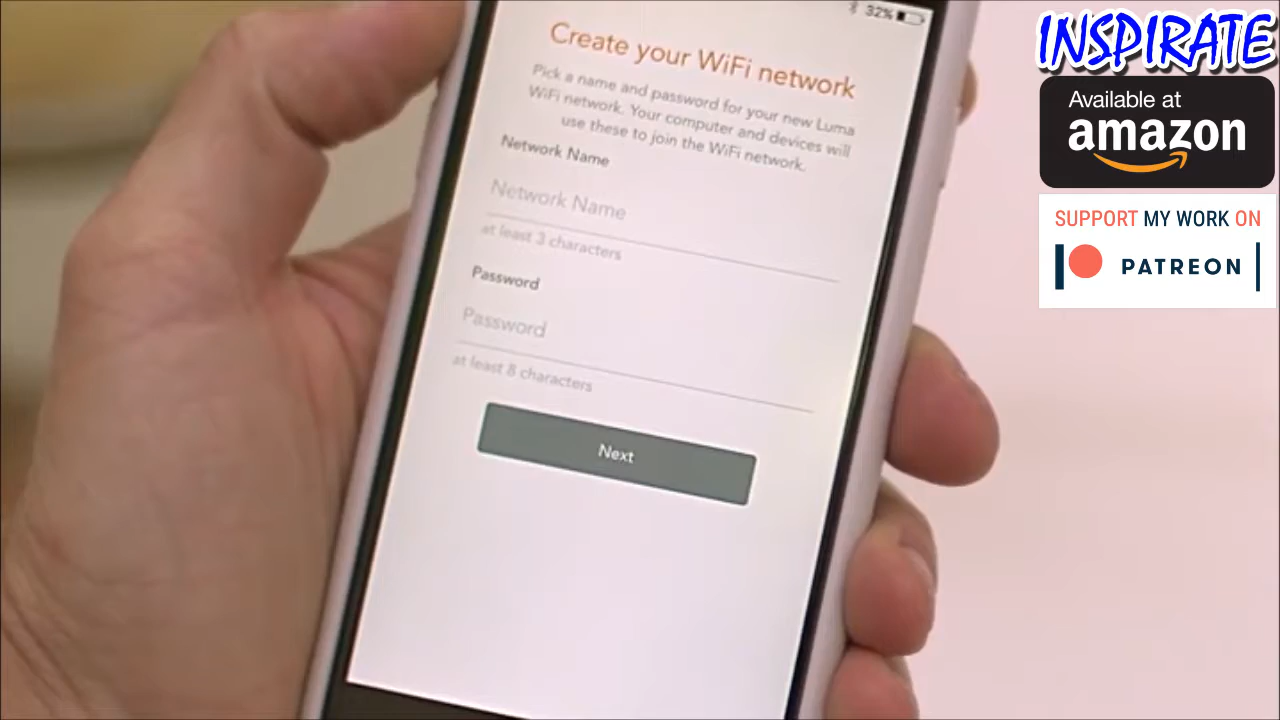 32%
Create your WiFi network
Pick a name and password for your new Luma
WiFi network. Your computer and devices will
use these to join the WiFi network.
Network Name
Network Name
at least 3 characters
Password
Password
at least 8 characters
Next
INSPIRATE
Available at
amazon
SUPPORT MY WORK ON
PATREON